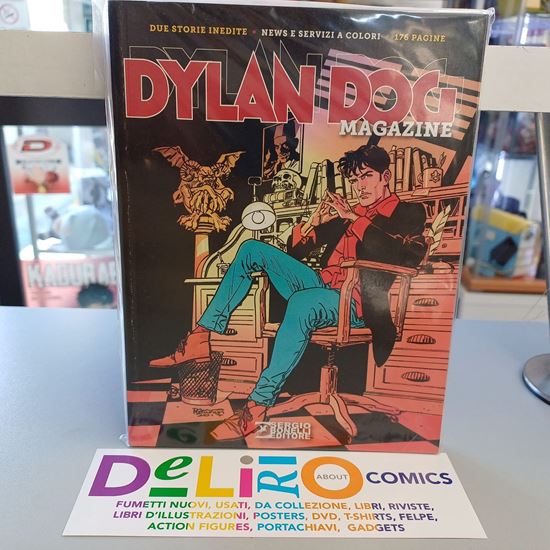 DUE STORIE INEDITE • NEWS E SERVIZI A COLORI • 176 PAGINE
DYLAN DOG
MAGAZINE
SERGIO
BONELLI
EDITORE
DeLiRiO ABOUT COMICS
FUMETTI NUOVI, USATI, DA COLLEZIONE, LIBRI, RIVISTE,
LIBRI D'ILLUSTRAZIONI, POSTERS, DVD, T-SHIRTS, FELPE,
ACTION FIGURES, PORTACHIAVI, GADGETS